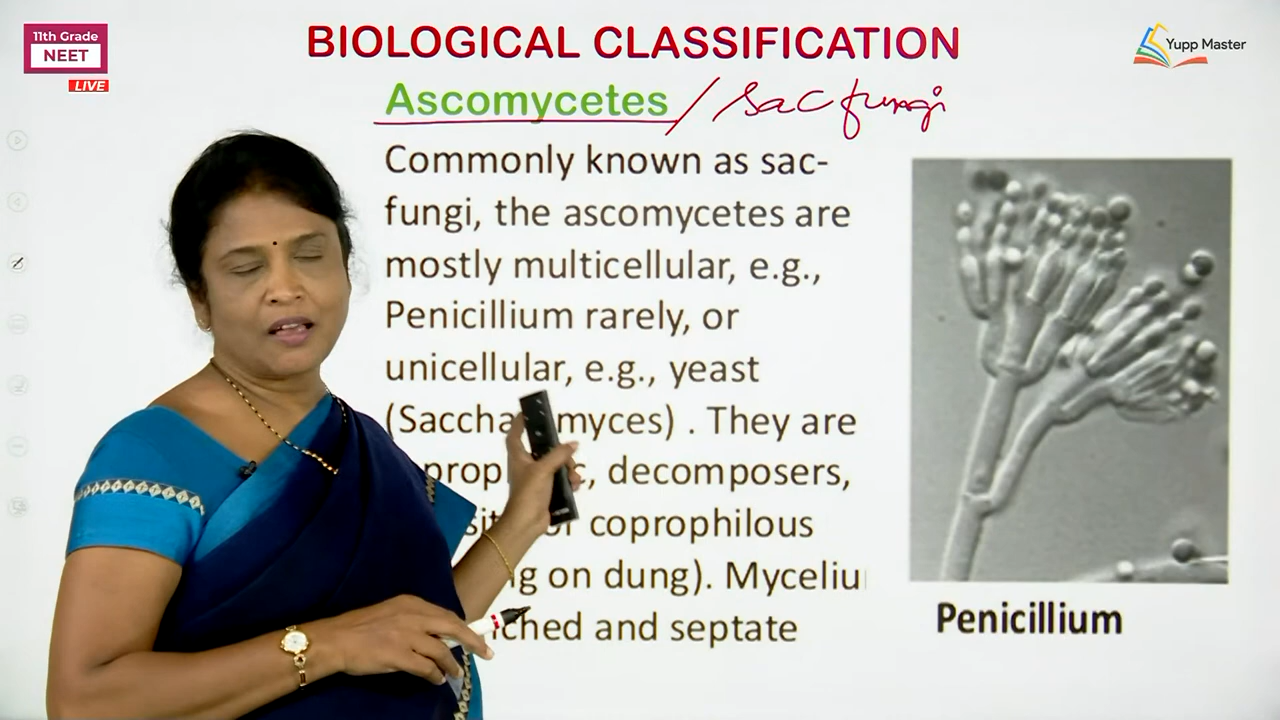 11th Grade
NEET
LIVE
BIOLOGICAL CLASSIFICATION
Yupp Master
Ascomycetes / Sac fungi
Commonly known as sac-
fungi, the ascomycetes are
mostly multicellular, e.g.,
Penicillium rarely, or
unicellular, e.g., yeast
(Saccha myces) . They are
decomposers,
coprophilous
on dung). Myceliu
and septate
Penicillium